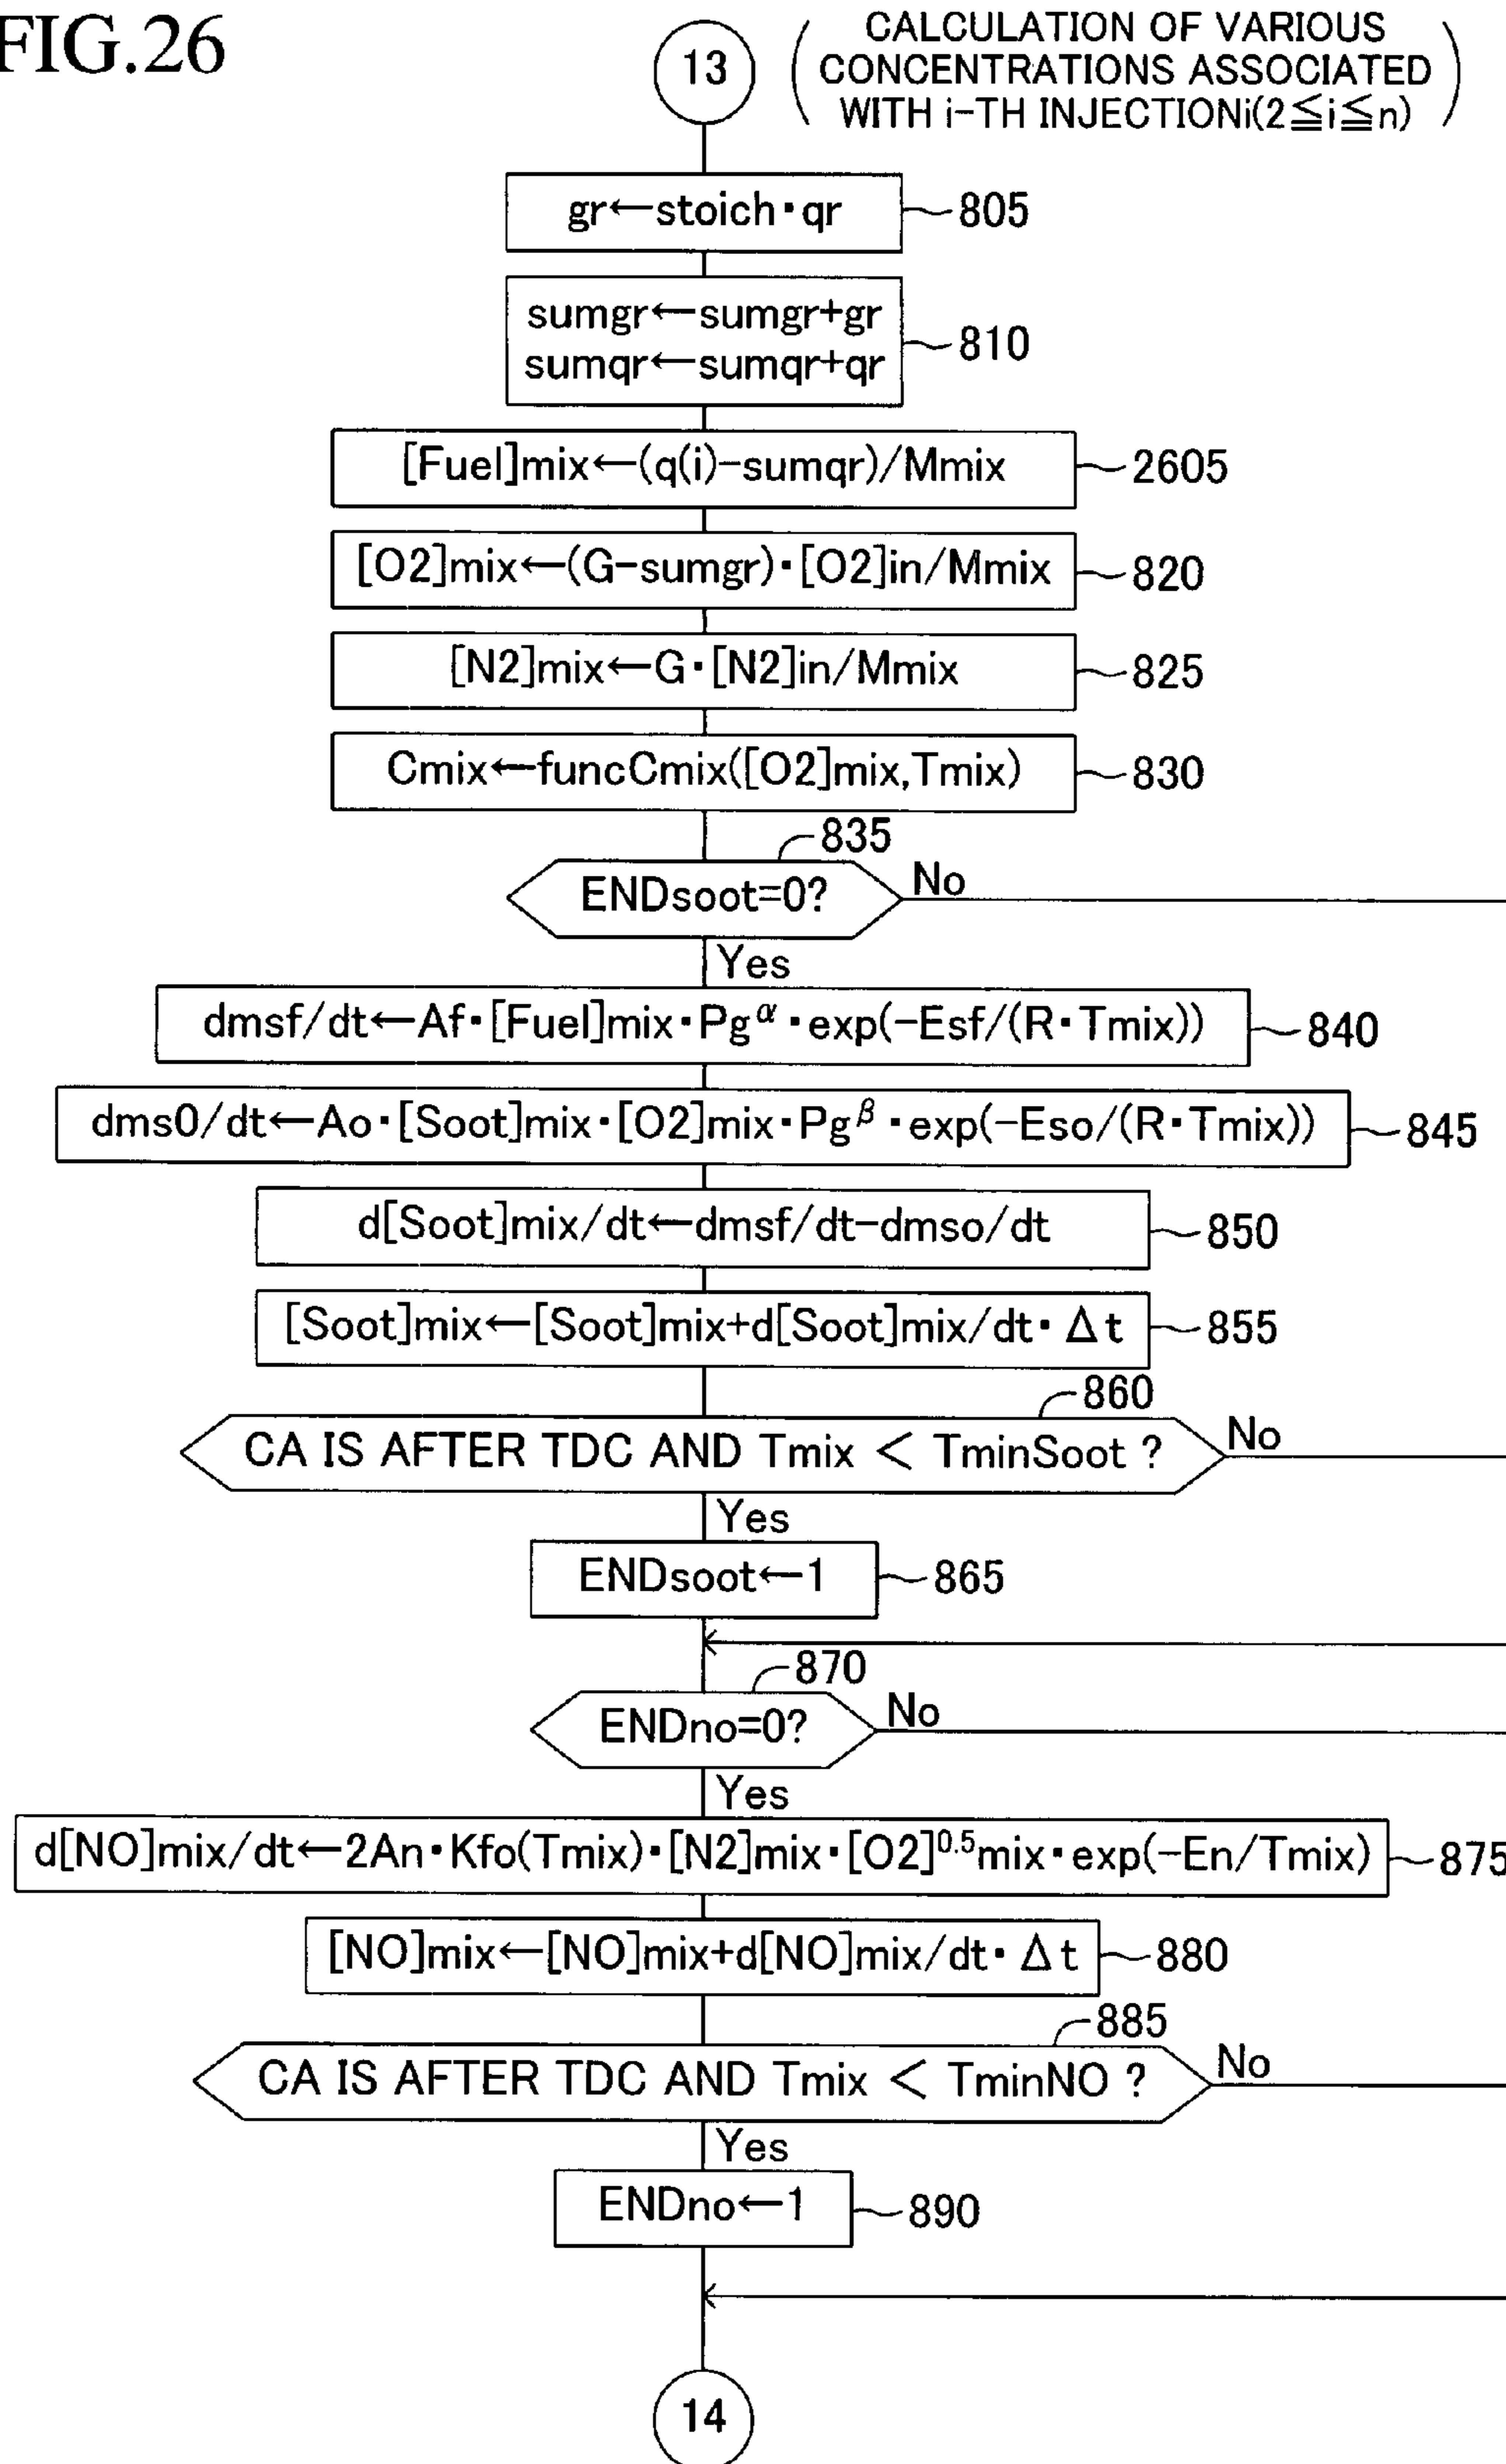 FIG.26
13
CALCULATION OF VARIOUS
CONCENTRATIONS ASSOCIATED
WITH i-TH INJECTIONi(2≦i≦n)
gr←stoich·qr
805
sumgr←sumgr+gr
sumqr←sumqr+qr
810
[Fuel]mix←(q(i)-sumqr)/Mmix
2605
[O2]mix←(G-sumgr)·[O2]in/Mmix
820
[N2]mix←G·[N2]in/Mmix
825
Cmix←funcCmix([O2]mix,Tmix)
830
835
ENDsoot=0?
No
Yes
dmsf/dt←Af·[Fuel]mix·Pg^α·exp(-Esf/(R·Tmix))
840
dms0/dt←Ao·[Soot]mix·[O2]mix·Pg^β·exp(-Eso/(R·Tmix))
845
d[Soot]mix/dt←dmsf/dt-dmso/dt
850
[Soot]mix←[Soot]mix+d[Soot]mix/dt·Δt
855
860
CA IS AFTER TDC AND Tmix < TminSoot ?
No
Yes
ENDsoot←1
865
870
ENDno=0?
No
Yes
d[NO]mix/dt←2An·Kfo(Tmix)·[N2]mix·[O2]^0.5mix·exp(-En/Tmix)
875
[NO]mix←[NO]mix+d[NO]mix/dt·Δt
880
885
CA IS AFTER TDC AND Tmix < TminNO ?
No
Yes
ENDno←1
890
14